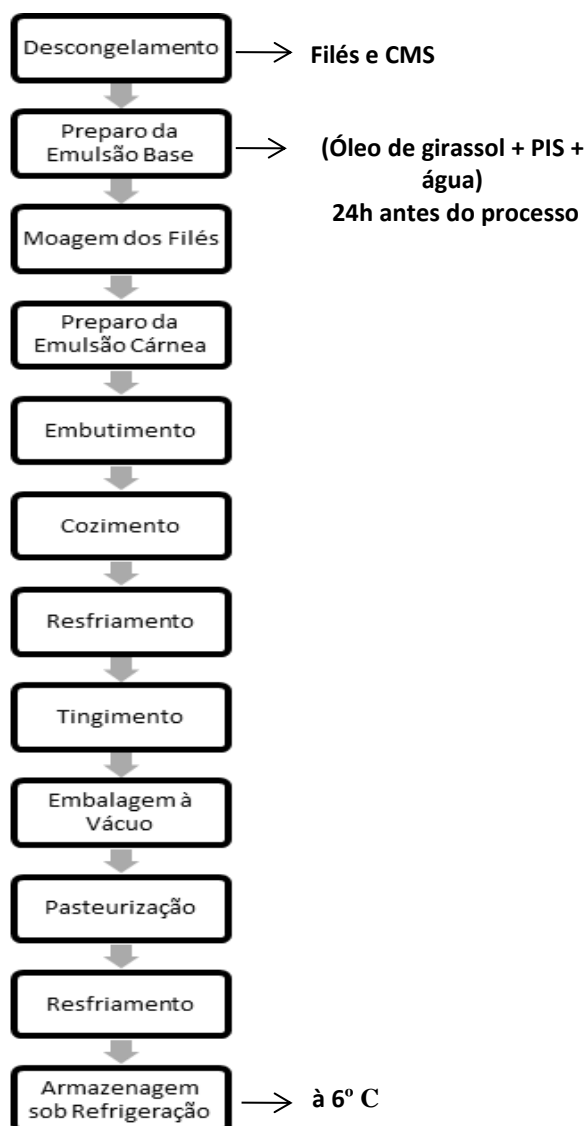 Descongelamento
Filés e CMS
Preparo da
Emulsão Base
(Óleo de girassol + PIS +
água)
24h antes do processo
Moagem dos Filés
Preparo da
Emulsão Cárnea
Embutimento
Cozimento
Resfriamento
Tingimento
Embalagem à
Vácuo
Pasteurização
Resfriamento
Armazenagem
sob Refrigeração
à 6º C